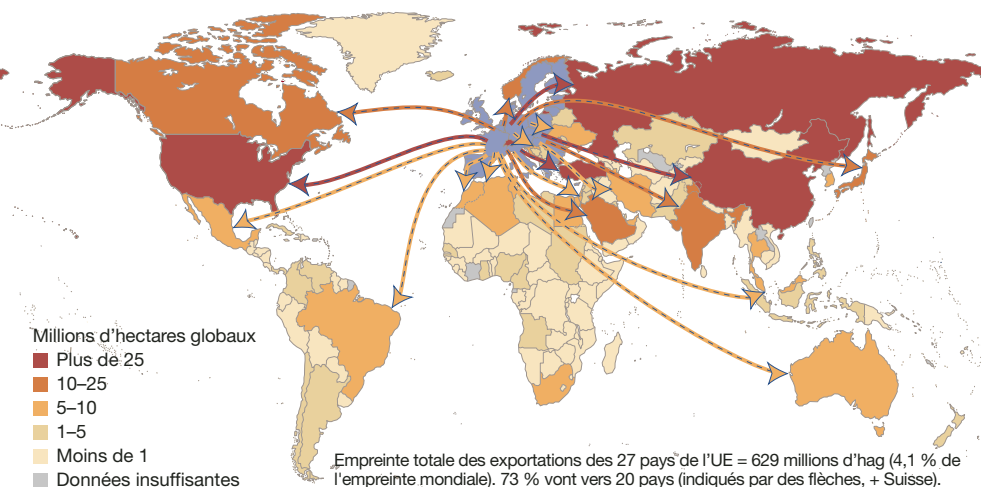 Millions d’hectares globaux
Plus de 25
10–25
5–10
1–5
Moins de 1
Données insuffisantes
Empreinte totale des exportations des 27 pays de l’UE = 629 millions d’hag (4,1 % de
l'empreinte mondiale). 73 % vont vers 20 pays (indiqués par des flèches, + Suisse).